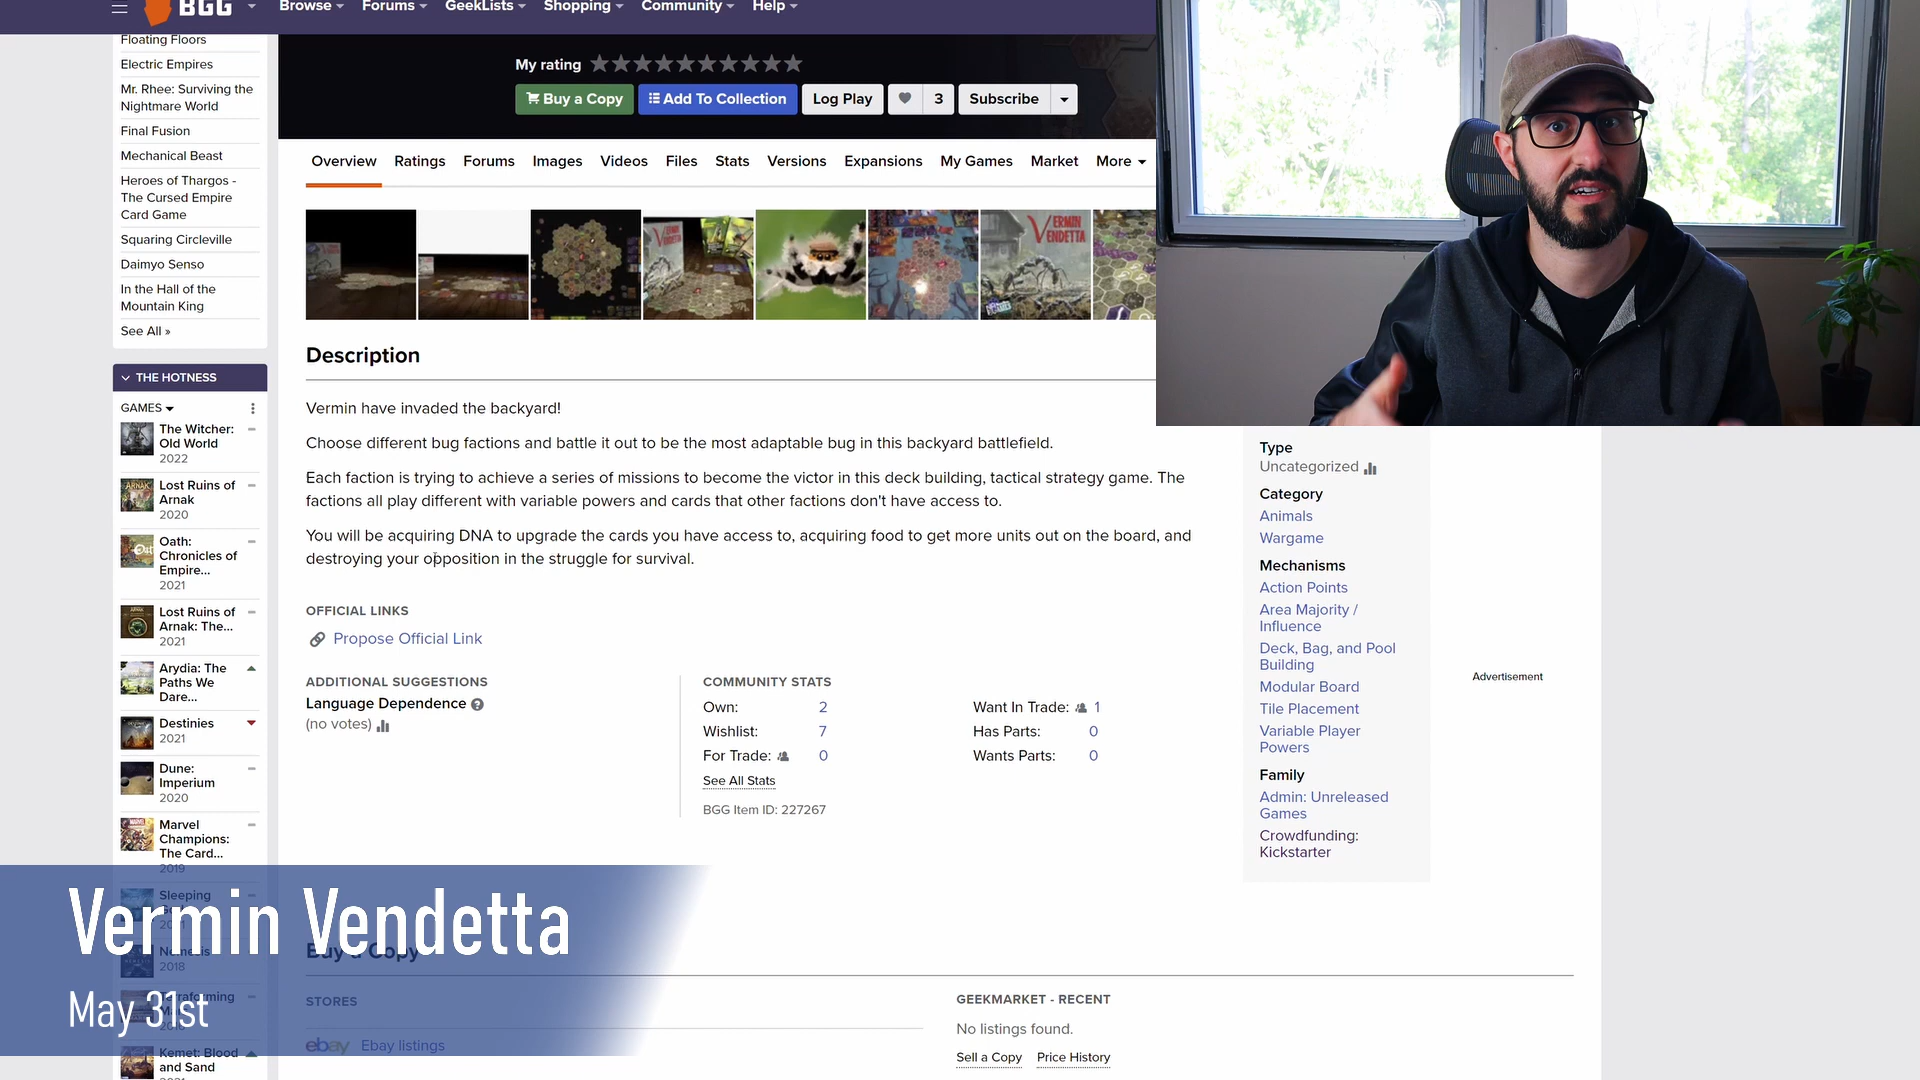 BGG
Browse
Forums
GeekLists
Shopping
Community
Help
Floating Floors
Electric Empires
Mr. Rhee: Surviving the
Nightmare World
Final Fusion
Mechanical Beast
Heroes of Thargos -
The Cursed Empire
Card Game
Squaring Circleville
Daimyo Senso
In the Hall of the
Mountain King
See All »
THE HOTNESS
GAMES
The Witcher:
Old World
2022
Lost Ruins of
Arnak
2020
Oath:
Chronicles of
Empire...
2021
Lost Ruins of
Arnak: The...
2021
Arydia: The
Paths We
Dare...
Destinies
2021
Dune:
Imperium
2020
Marvel
Champions:
The Card...
2019
Sleeping
2021
Nemesis
2018
Terraforming
Kemet: Blood
and Sand
My rating
Buy a Copy
Add To Collection
Log Play
3
Subscribe
Overview
Ratings
Forums
Images
Videos
Files
Stats
Versions
Expansions
My Games
Market
More
VERMIN
VENDETTA
Description
Vermin have invaded the backyard!
Choose different bug factions and battle it out to be the most adaptable bug in this backyard battlefield.
Each faction is trying to achieve a series of missions to become the victor in this deck building, tactical strategy game. The
factions all play different with variable powers and cards that other factions don't have access to.
You will be acquiring DNA to upgrade the cards you have access to, acquiring food to get more units out on the board, and
destroying your opposition in the struggle for survival.
OFFICIAL LINKS
Propose Official Link
ADDITIONAL SUGGESTIONS
Language Dependence
(no votes)
COMMUNITY STATS
Own: 2
Wishlist: 7
For Trade: 0
See All Stats
BGG Item ID: 227267
Want In Trade: 1
Has Parts: 0
Wants Parts: 0
Type
Uncategorized
Category
Animals
Wargame
Mechanisms
Action Points
Area Majority /
Influence
Deck, Bag, and Pool
Building
Modular Board
Tile Placement
Variable Player
Powers
Family
Admin: Unreleased
Games
Crowdfunding:
Kickstarter
Advertisement
Buy a Copy
STORES
ebay Ebay listings
GEEKMARKET - RECENT
No listings found.
Sell a Copy
Price History
Vermin Vendetta
May 31st